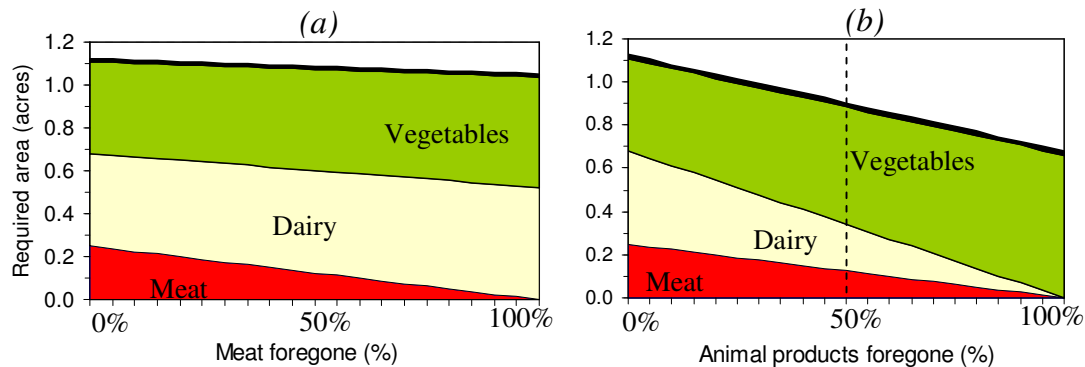 (a)
1.2
1.0
0.8
0.6
0.4
0.2
0.0
Required area (acres)
Vegetables
Dairy
Meat
0%
50%
100%
Meat foregone (%)
(b)
1.2
1.0
0.8
0.6
0.4
0.2
0.0
Vegetables
Dairy
Meat
0%
50%
100%
Animal products foregone (%)